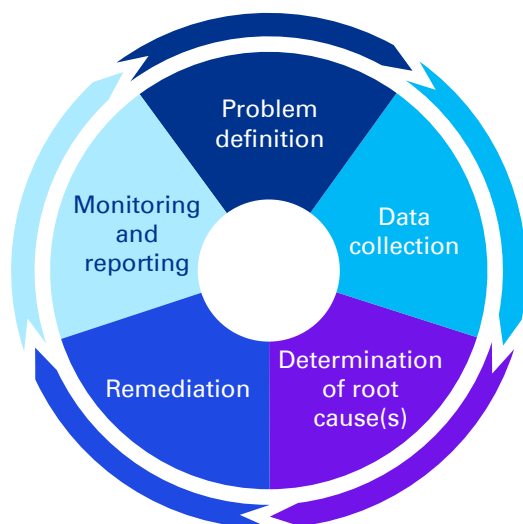 Problem
definition
Data
collection
Determination
of root
cause(s)
Remediation
Monitoring
and
reporting